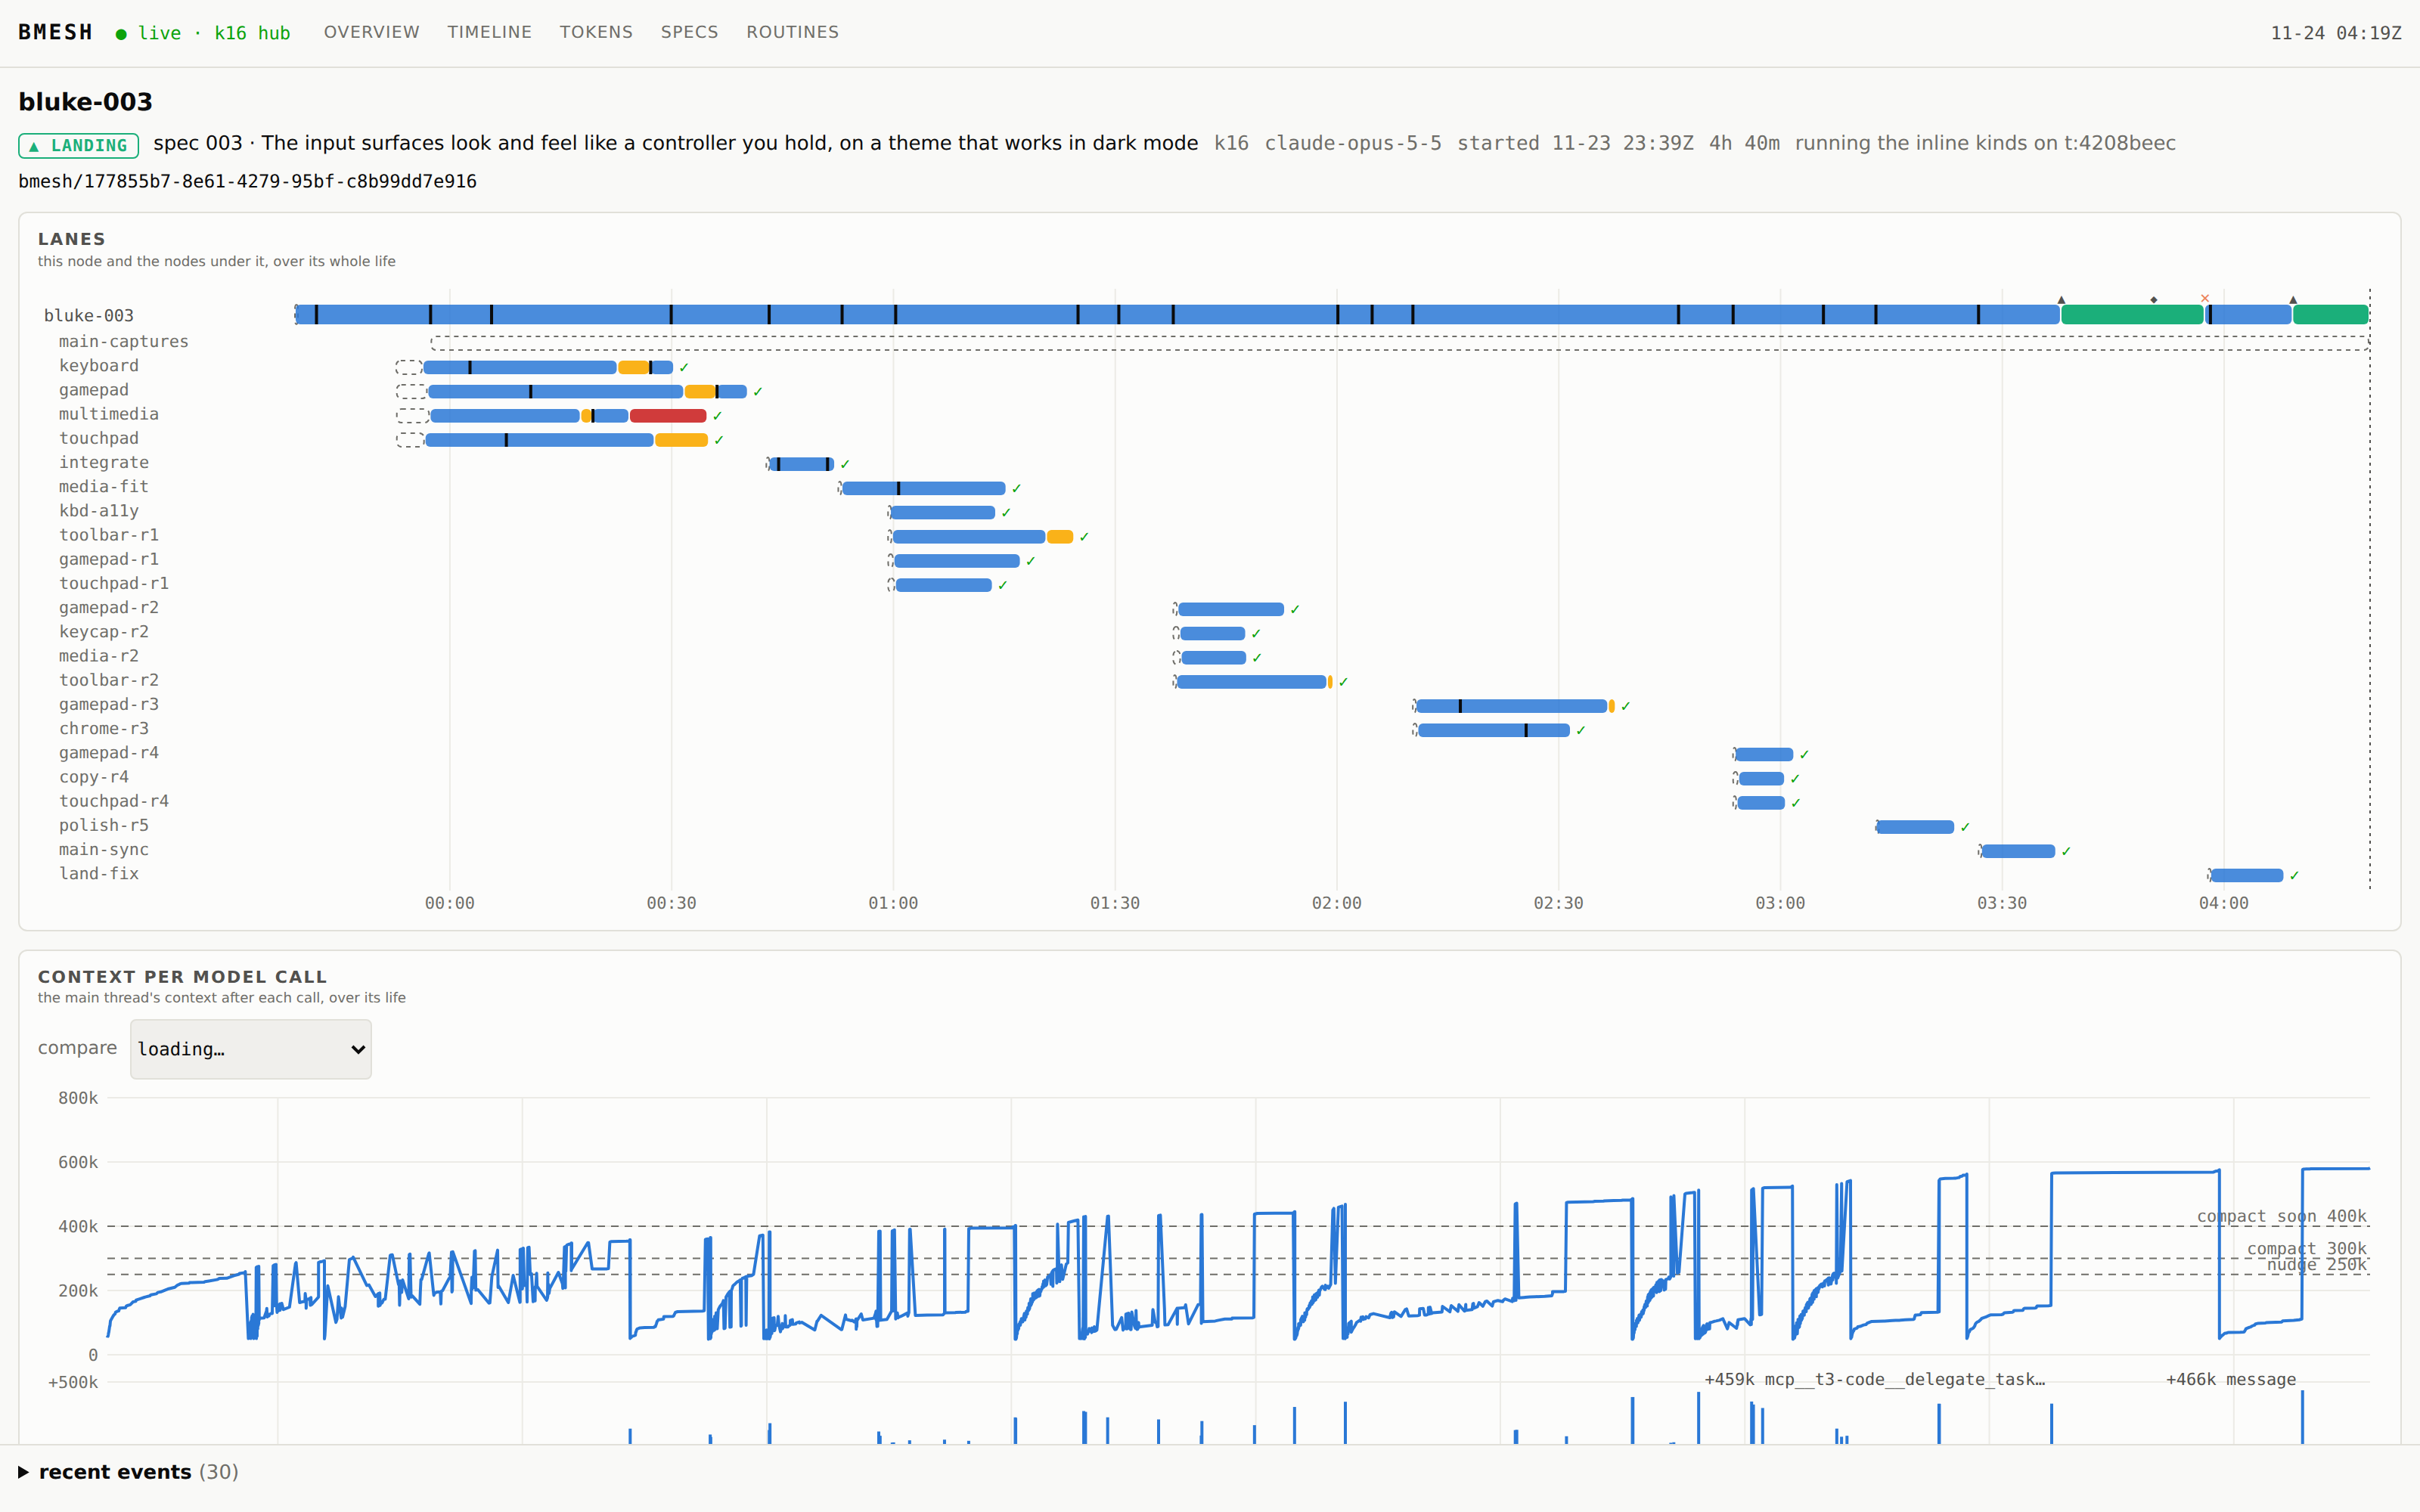 BMESH ● live · k16 hub OVERVIEW TIMELINE TOKENS SPECS ROUTINES 11-24 04:19Z
bluke-003
▲ LANDING spec 003 · The input surfaces look and feel like a controller you hold, on a theme that works in dark mode k16 claude-opus-5-5 started 11-23 23:39Z 4h 40m running the inline kinds on t:4208beec
bmesh/177855b7-8e61-4279-95bf-c8b99dd7e916
LANES
this node and the nodes under it, over its whole life
bluke-003
main-captures
keyboard ✓
gamepad ✓
multimedia ✓
touchpad ✓
integrate ✓
media-fit ✓
kbd-a11y ✓
toolbar-r1 ✓
gamepad-r1 ✓
touchpad-r1 ✓
gamepad-r2 ✓
keycap-r2 ✓
media-r2 ✓
toolbar-r2 ✓
gamepad-r3 ✓
chrome-r3 ✓
gamepad-r4 ✓
copy-r4 ✓
touchpad-r4 ✓
polish-r5 ✓
main-sync ✓
land-fix ✓
00:00 00:30 01:00 01:30 02:00 02:30 03:00 03:30 04:00
CONTEXT PER MODEL CALL
the main thread's context after each call, over its life
compare loading…
800k
600k
400k
compact soon 400k
compact 300k
nudge 250k
200k
0
+500k
+459k mcp__t3-code__delegate_task… +466k message
▶ recent events (30)